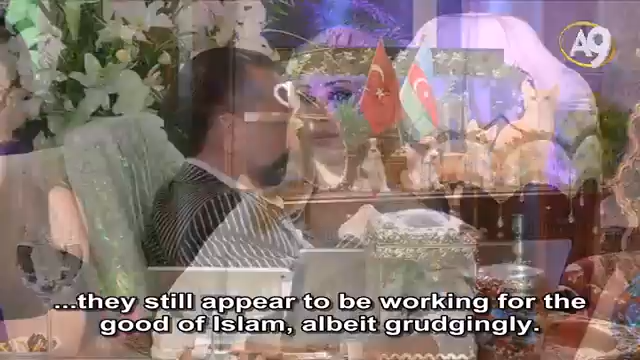 A9
...they still appear to be working for the
good of Islam, albeit grudgingly.